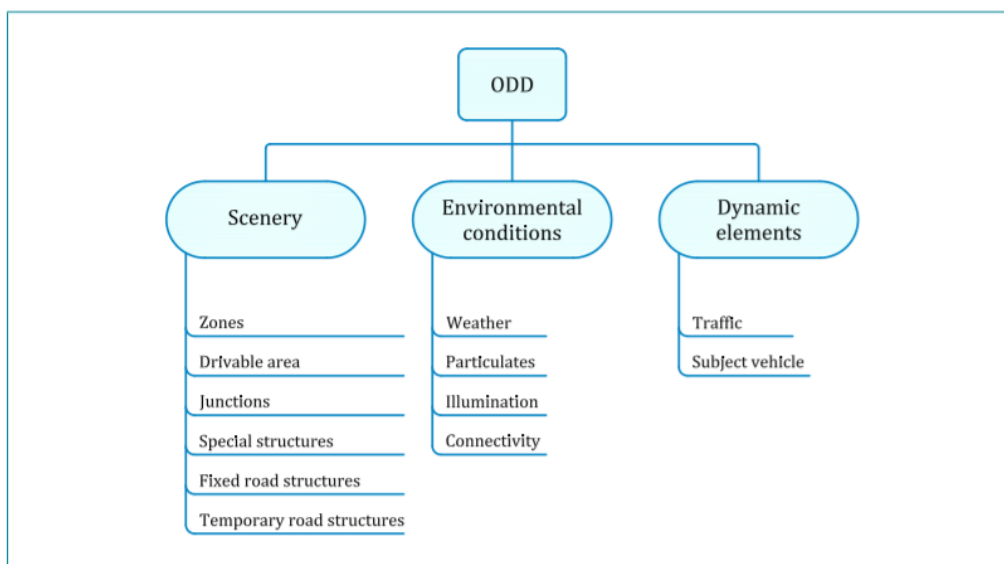 ODD
Scenery
Environmental
conditions
Dynamic
elements
Zones
Drivable area
Junctions
Special structures
Fixed road structures
Temporary road structures
Weather
Particulates
Illumination
Connectivity
Traffic
Subject vehicle